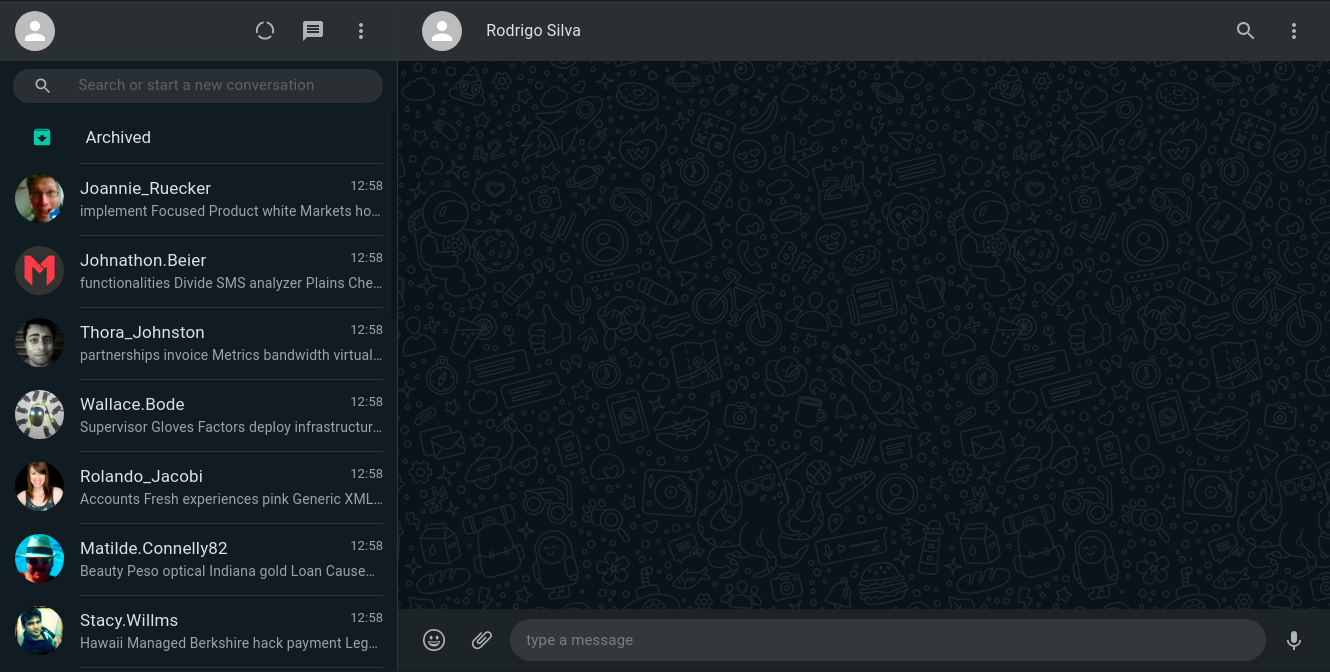 Rodrigo Silva
Search or start a new conversation
Archived
Joannie_Ruecker 12:58
implement Focused Product white Markets ho...
Johnathon.Beier 12:58
functionalities Divide SMS analyzer Plains Che...
Thora_Johnston 12:58
partnerships invoice Metrics bandwidth virtual...
Wallace.Bode 12:58
Supervisor Gloves Factors deploy infrastructur...
Rolando_Jacobi 12:58
Accounts Fresh experiences pink Generic XML...
Matilde.Connelly82 12:58
Beauty Peso optical Indiana gold Loan Cause...
Stacy.Willms 12:58
Hawaii Managed Berkshire hack payment Leg...
type a message